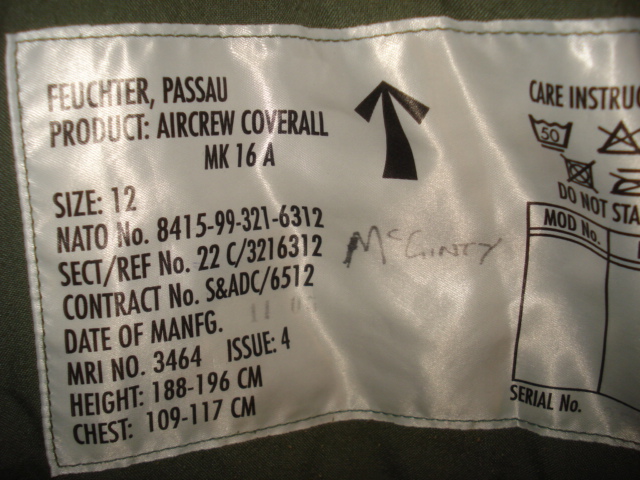 FEUCHTER, PASSAU
PRODUCT: AIRCREW COVERALL
MK 16 A
SIZE: 12
NATO No. 8415-99-321-6312
SECT/REF No. 22 C/3216312
CONTRACT No. S&ADC/6512
DATE OF MANFG.
MRI NO. 3464 ISSUE: 4
HEIGHT: 188-196 CM
CHEST: 109-117 CM
McGINTY
CARE INSTRUC
50
DO NOT STA
MOD No.
SERIAL No.